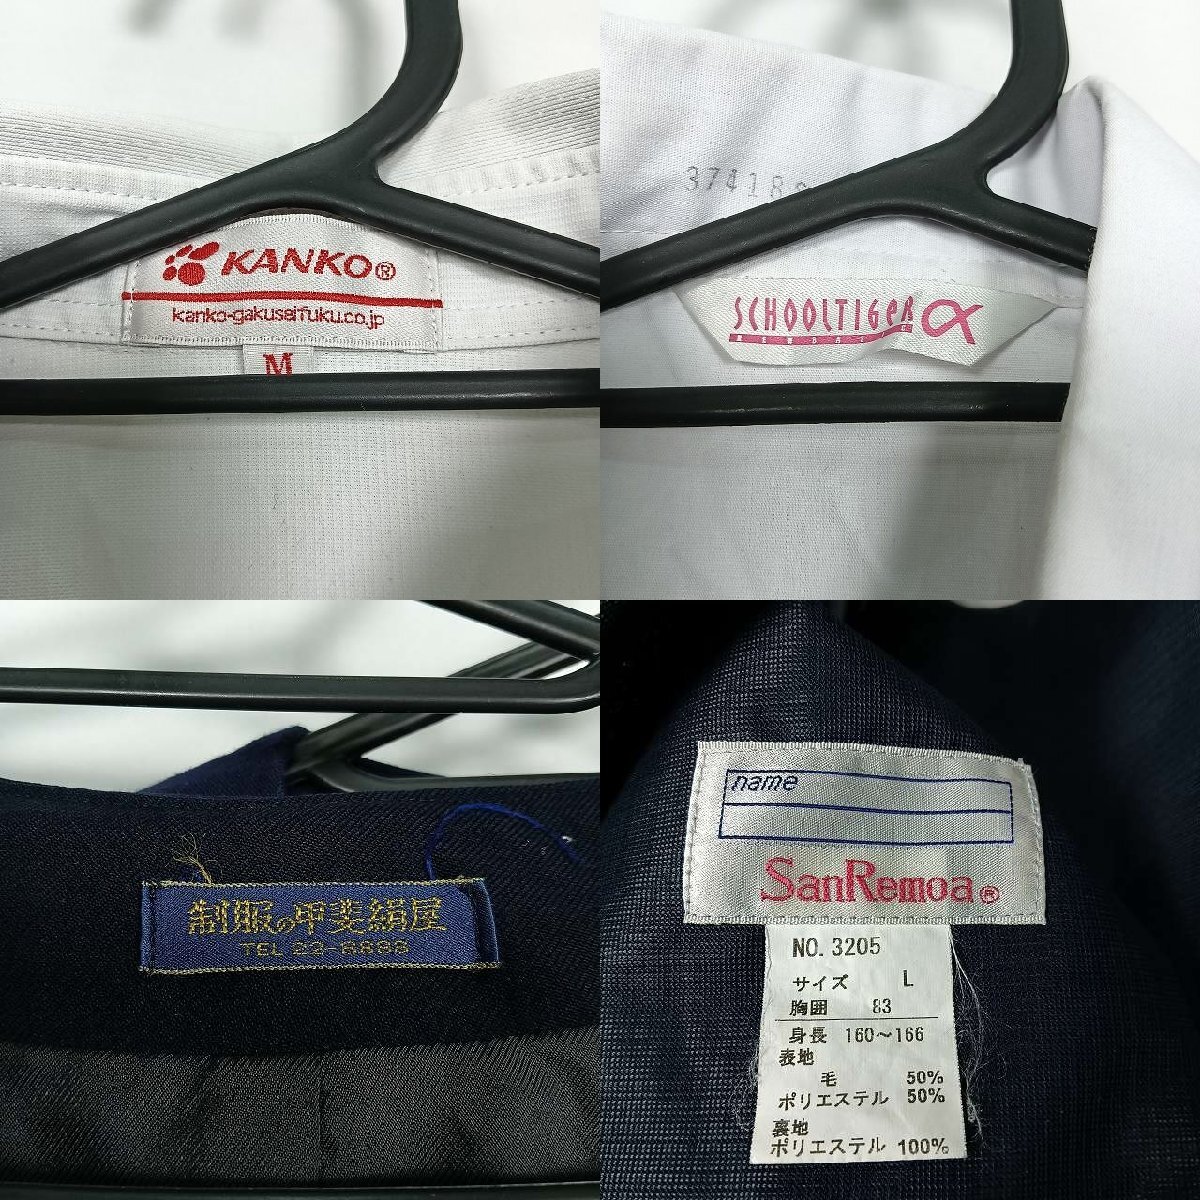 KANKO®
kanko-gakuseifuku.co.jp
M
37418
SCHOOLTIGER α
制服の甲斐絹屋
TEL 22-8888
name
SanRemoa®
NO. 3205
サイズ L
胸囲 83
身長 160～166
表地
毛 50%
ポリエステル 50%
裏地
ポリエステル 100%